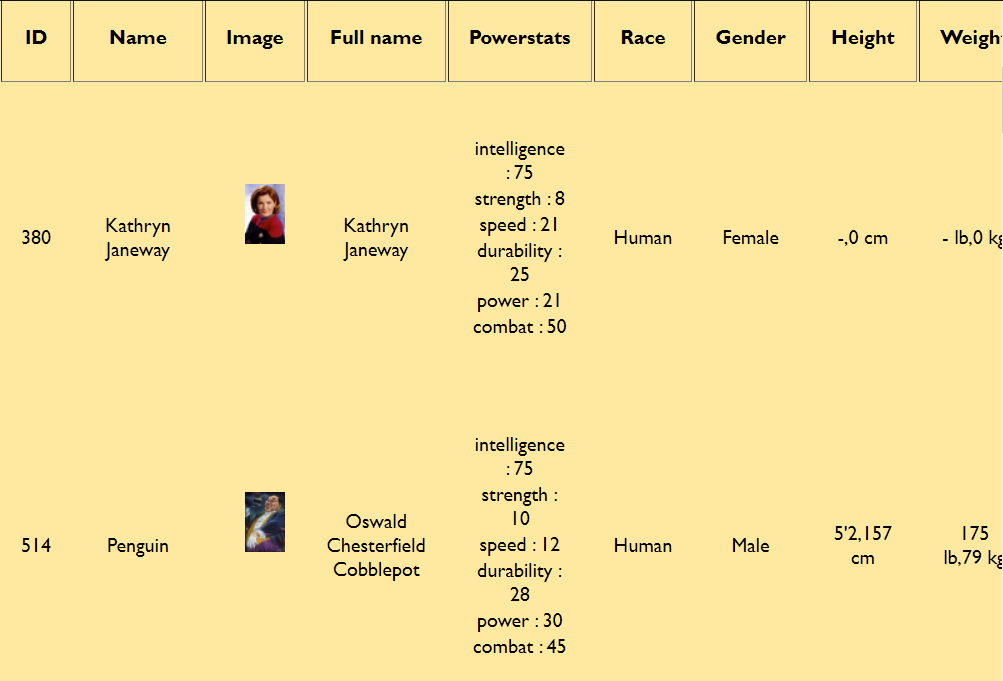 ID Name Image Full name Powerstats Race Gender Height Weigh
380
Kathryn
Janeway
Kathryn
Janeway
intelligence
: 75
strength : 8
speed : 21
durability :
25
power : 21
combat : 50
Human
Female
-,0 cm
- lb,0 kg
514
Penguin
Oswald
Chesterfield
Cobblepot
intelligence
: 75
strength :
10
speed : 12
durability :
28
power : 30
combat : 45
Human
Male
5'2,157
cm
175
lb,79 kg